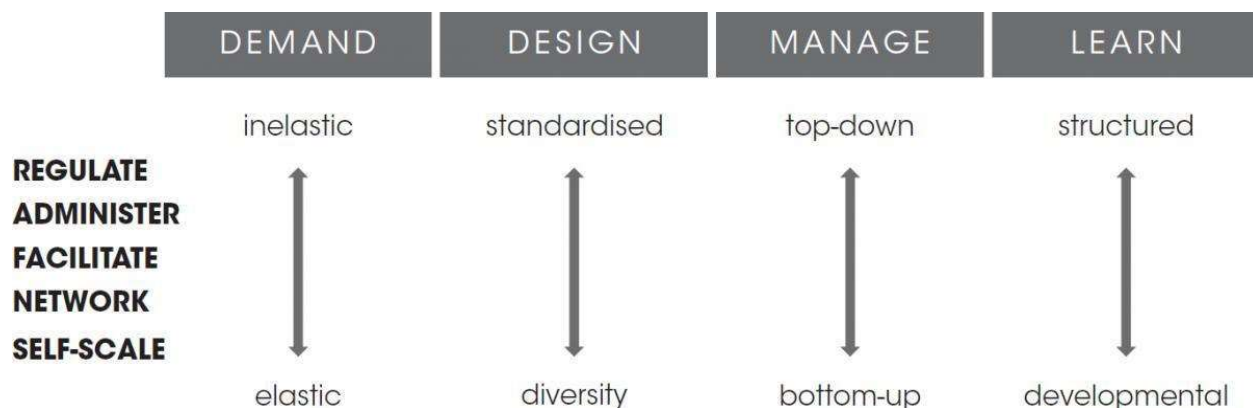 DEMAND DESIGN MANAGE LEARN
inelastic standardised top-down structured
REGULATE
ADMINISTER
FACILITATE
NETWORK
SELF-SCALE
elastic diversity bottom-up developmental